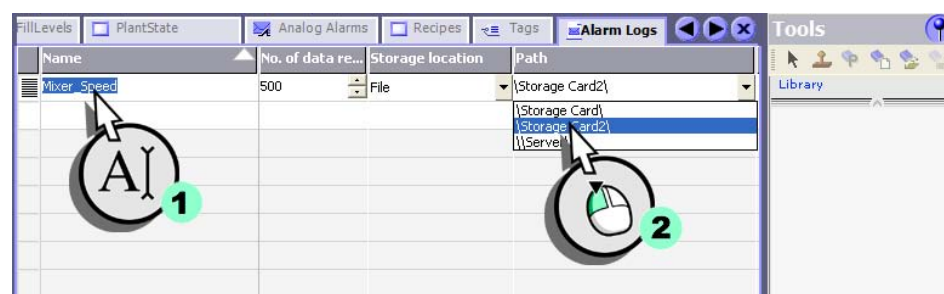 FillLevels PlantState Analog Alarms Recipes Tags Alarm Logs Tools
Name No. of data re... Storage location Path
Library
Mixer_Speed 500 File \Storage Card2\
\Storage Card\
\Storage Card2\
\\Server\
A
1
2